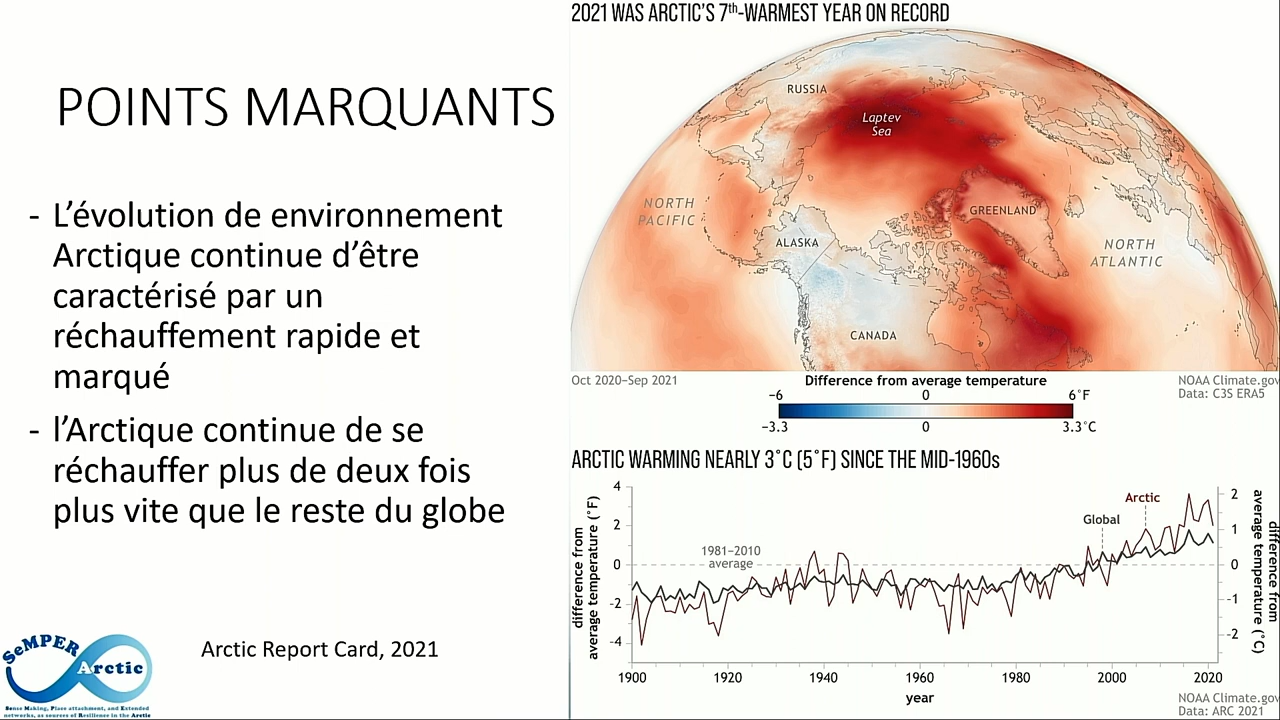 POINTS MARQUANTS
- L’évolution de environnement
Arctique continue d’être
caractérisé par un
réchauffement rapide et
marqué
- l’Arctique continue de se
réchauffer plus de deux fois
plus vite que le reste du globe
Arctic Report Card, 2021
SeMPER
Arctic
Sense Making, Place attachment, and Extended
networks, as sources of Resilience in the Arctic
2021 WAS ARCTIC’S 7th-WARMEST YEAR ON RECORD
RUSSIA
Laptev
Sea
NORTH
PACIFIC
GREENLAND
ALASKA
NORTH
ATLANTIC
CANADA
Oct 2020–Sep 2021
Difference from average temperature
NOAA Climate.gov
Data: C3S ERA5
−6 0 6°F
−3.3 0 3.3°C
ARCTIC WARMING NEARLY 3°C (5°F) SINCE THE MID-1960s
difference from
average temperature (°F)
4
2
0
-2
-4
1981–2010
average
Global
Arctic
2
1
0
-1
-2
difference from
average temperature (°C)
1900 1920 1940 1960 1980 2000 2020
year
NOAA Climate.gov
Data: ARC 2021